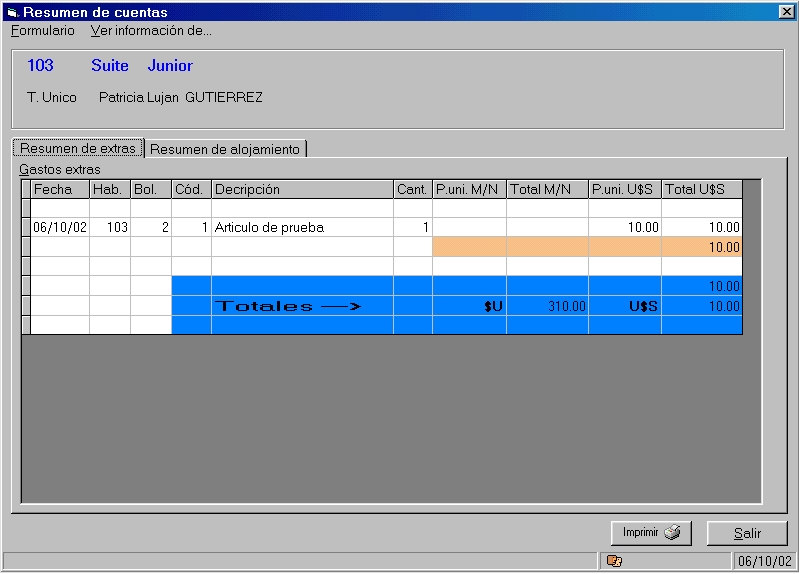 Resumen de cuentas
Formulario Ver información de...
103 Suite Junior
T. Unico Patricia Lujan GUTIERREZ
Resumen de extras Resumen de alojamiento
Gastos extras
Fecha Hab. Bol. Cód. Decripción Cant. P.uni. M/N Total M/N P.uni. U$S Total U$S
06/10/02 103 2 1 Articulo de prueba 1 10.00 10.00
10.00
10.00
Totales —> $U 310.00 U$S 10.00
Imprimir Salir
06/10/02